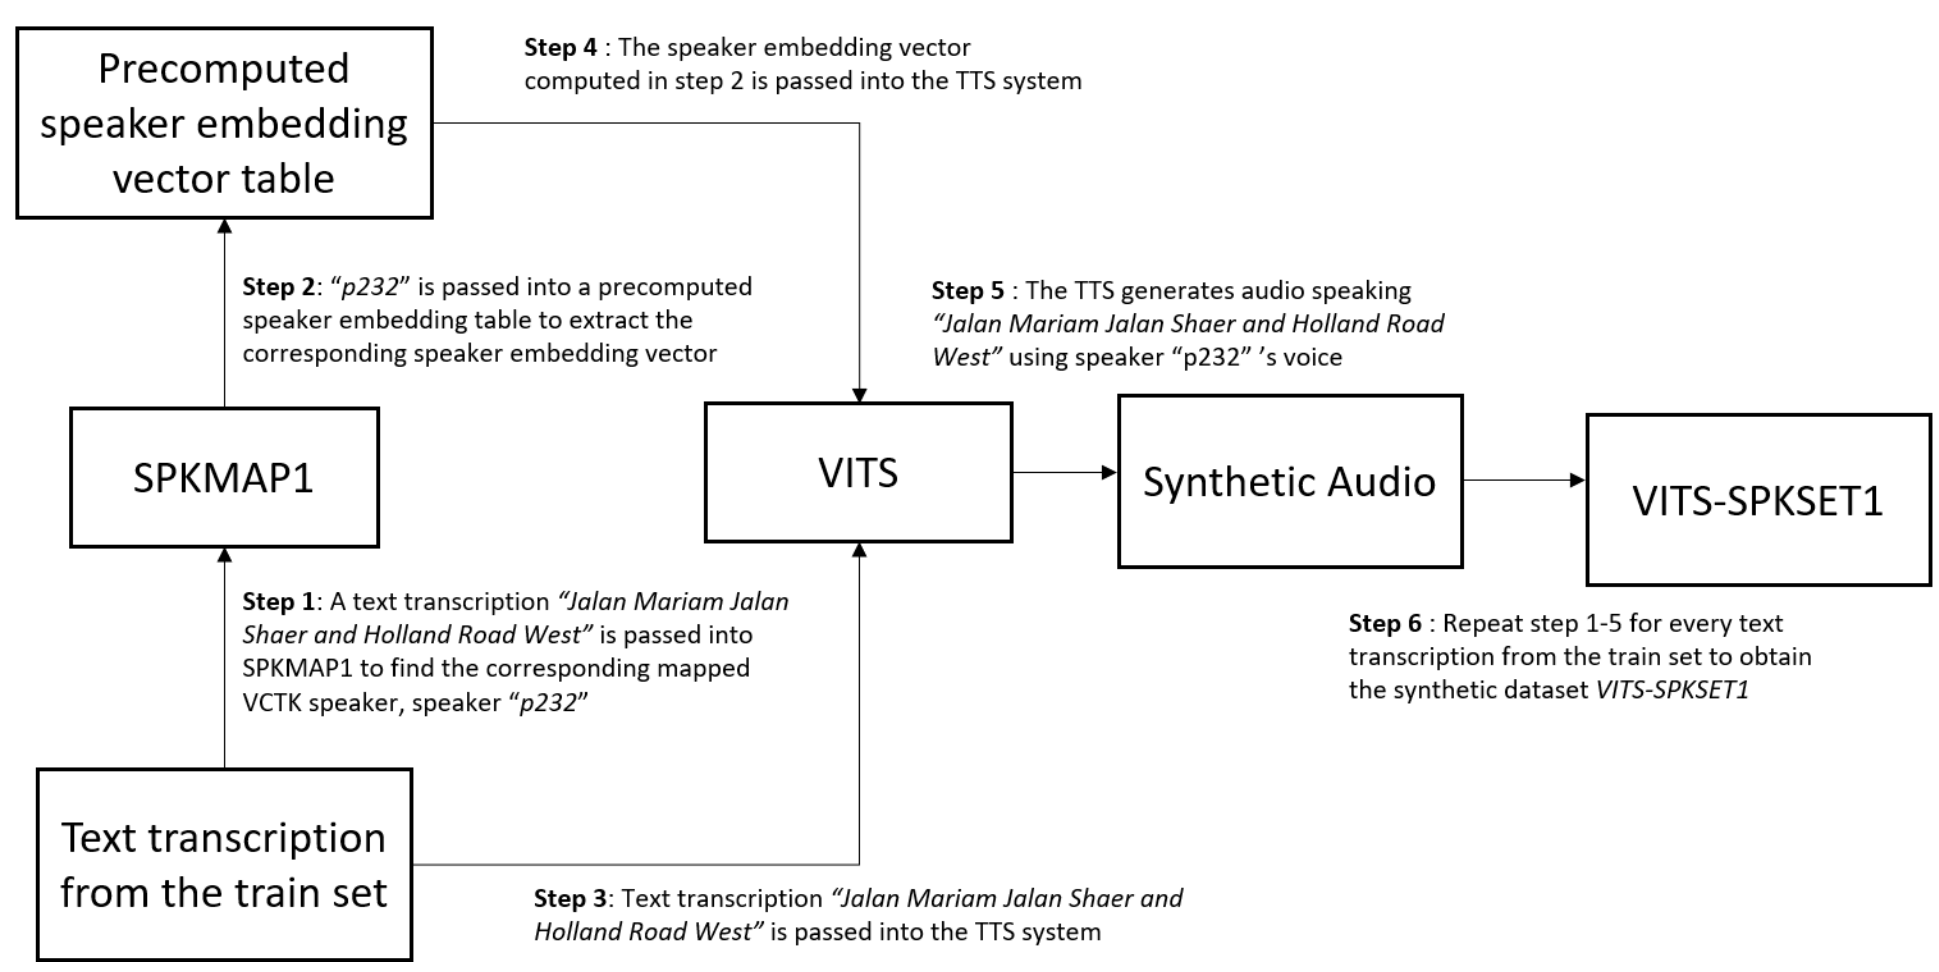 Precomputed
speaker embedding
vector table
Step 4 : The speaker embedding vector
computed in step 2 is passed into the TTS system
Step 2: “p232” is passed into a precomputed
speaker embedding table to extract the
corresponding speaker embedding vector
Step 5 : The TTS generates audio speaking
“Jalan Mariam Jalan Shaer and Holland Road
West” using speaker “p232” ’s voice
SPKMAP1
VITS
Synthetic Audio
VITS-SPKSET1
Step 1: A text transcription “Jalan Mariam Jalan
Shaer and Holland Road West” is passed into
SPKMAP1 to find the corresponding mapped
VCTK speaker, speaker “p232”
Step 6 : Repeat step 1-5 for every text
transcription from the train set to obtain
the synthetic dataset VITS-SPKSET1
Text transcription
from the train set
Step 3: Text transcription “Jalan Mariam Jalan Shaer and
Holland Road West” is passed into the TTS system